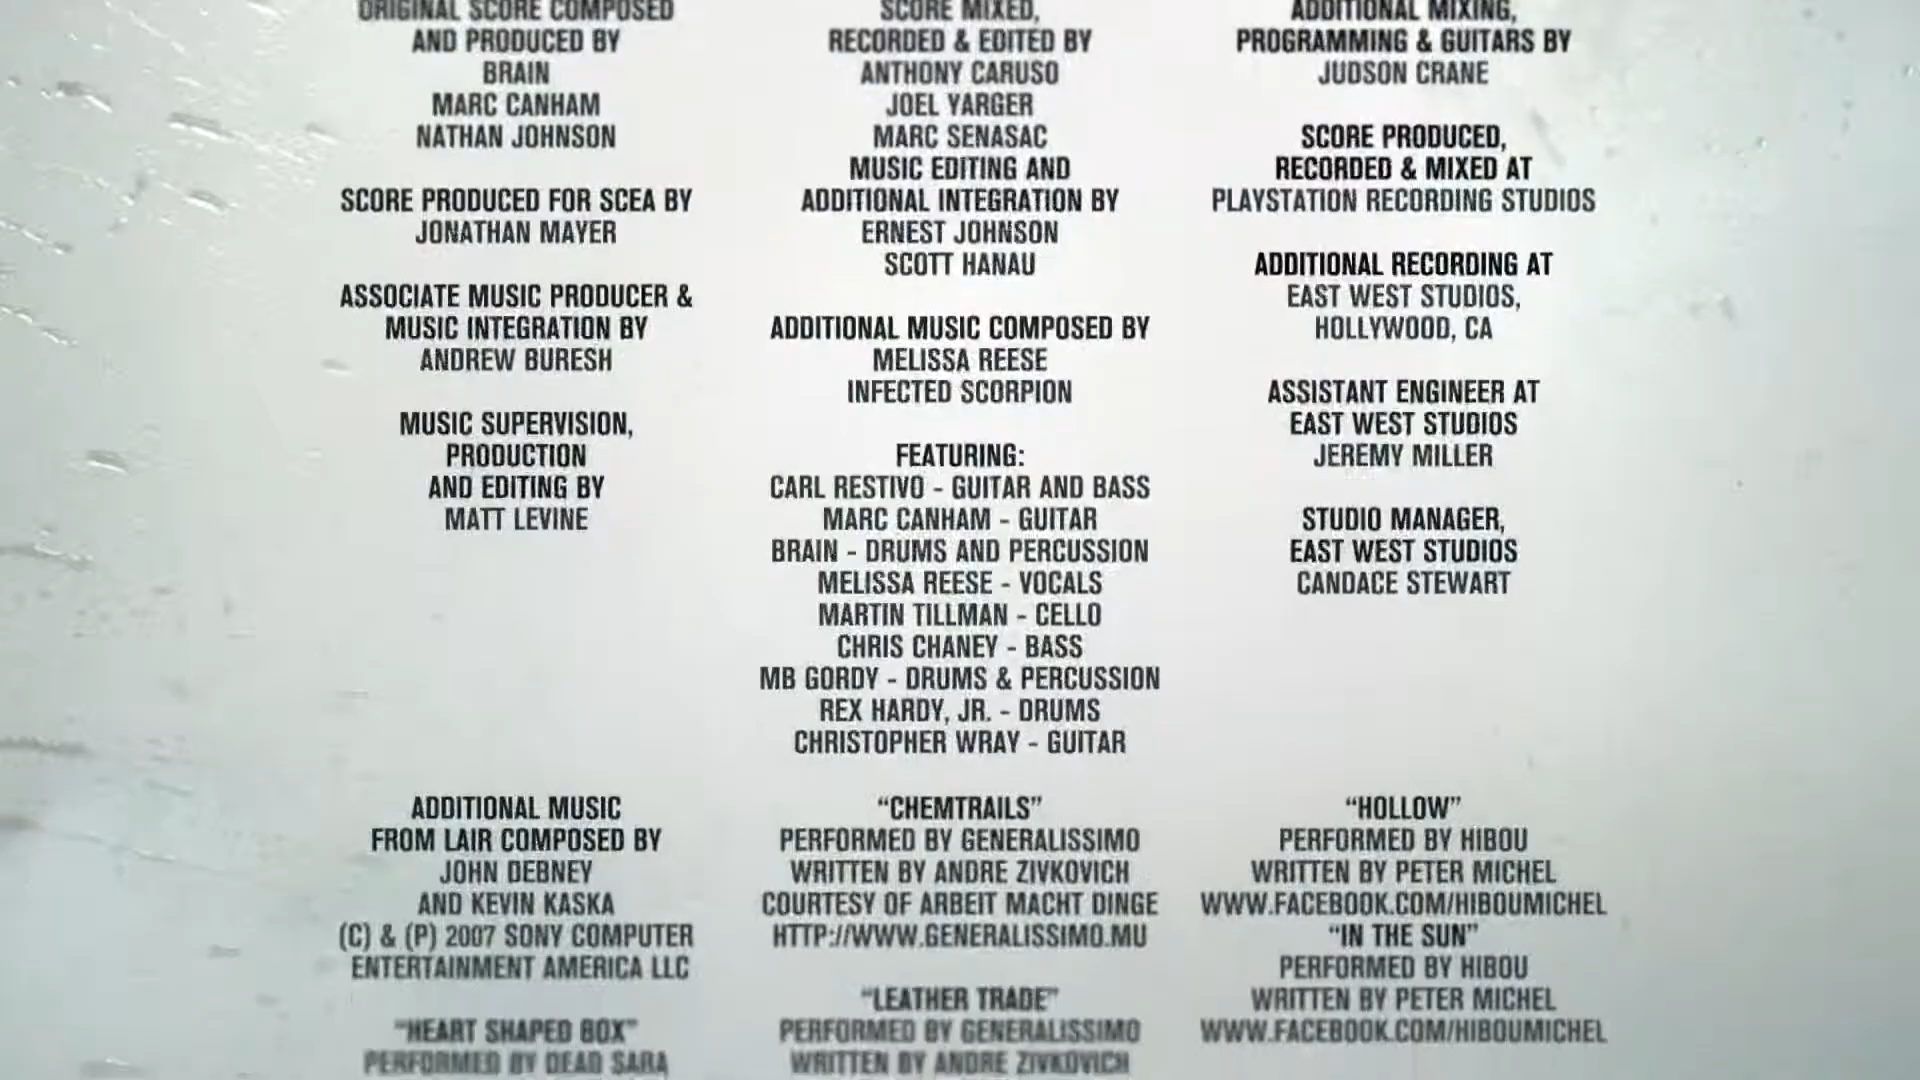 ORIGINAL SCORE COMPOSED
AND PRODUCED BY
BRAIN
MARC CANHAM
NATHAN JOHNSON
SCORE PRODUCED FOR SCEA BY
JONATHAN MAYER
ASSOCIATE MUSIC PRODUCER &
MUSIC INTEGRATION BY
ANDREW BURESH
MUSIC SUPERVISION,
PRODUCTION
AND EDITING BY
MATT LEVINE
SCORE MIXED,
RECORDED & EDITED BY
ANTHONY CARUSO
JOEL YARGER
MARC SENASAC
MUSIC EDITING AND
ADDITIONAL INTEGRATION BY
ERNEST JOHNSON
SCOTT HANAU
ADDITIONAL MUSIC COMPOSED BY
MELISSA REESE
INFECTED SCORPION
FEATURING:
CARL RESTIVO - GUITAR AND BASS
MARC CANHAM - GUITAR
BRAIN - DRUMS AND PERCUSSION
MELISSA REESE - VOCALS
MARTIN TILLMAN - CELLO
CHRIS CHANEY - BASS
MB GORDY - DRUMS & PERCUSSION
REX HARDY, JR. - DRUMS
CHRISTOPHER WRAY - GUITAR
ADDITIONAL MIXING,
PROGRAMMING & GUITARS BY
JUDSON CRANE
SCORE PRODUCED,
RECORDED & MIXED AT
PLAYSTATION RECORDING STUDIOS
ADDITIONAL RECORDING AT
EAST WEST STUDIOS,
HOLLYWOOD, CA
ASSISTANT ENGINEER AT
EAST WEST STUDIOS
JEREMY MILLER
STUDIO MANAGER,
EAST WEST STUDIOS
CANDACE STEWART
ADDITIONAL MUSIC
FROM LAIR COMPOSED BY
JOHN DEBNEY
AND KEVIN KASKA
(C) & (P) 2007 SONY COMPUTER
ENTERTAINMENT AMERICA LLC
“HEART SHAPED BOX”
PERFORMED BY DEAD SARA
“CHEMTRAILS”
PERFORMED BY GENERALISSIMO
WRITTEN BY ANDRE ZIVKOVICH
COURTESY OF ARBEIT MACHT DINGE
HTTP://WWW.GENERALISSIMO.MU
“LEATHER TRADE”
PERFORMED BY GENERALISSIMO
WRITTEN BY ANDRE ZIVKOVICH
“HOLLOW”
PERFORMED BY HIBOU
WRITTEN BY PETER MICHEL
WWW.FACEBOOK.COM/HIBOUMICHEL
“IN THE SUN”
PERFORMED BY HIBOU
WRITTEN BY PETER MICHEL
WWW.FACEBOOK.COM/HIBOUMICHEL